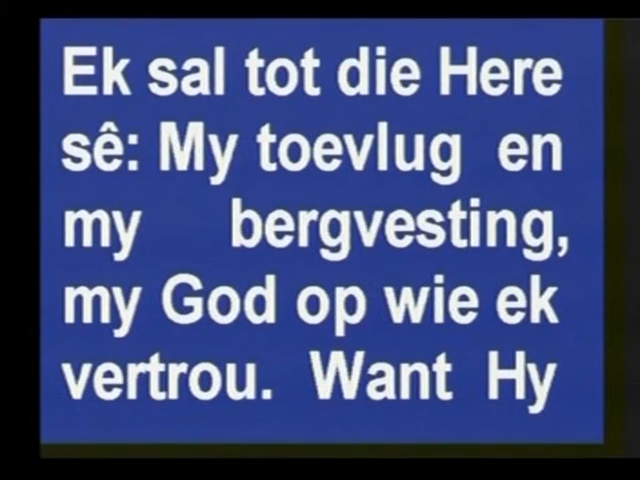 Ek sal tot die Here
sê: My toevlug en
my bergvesting,
my God op wie ek
vertrou. Want Hy